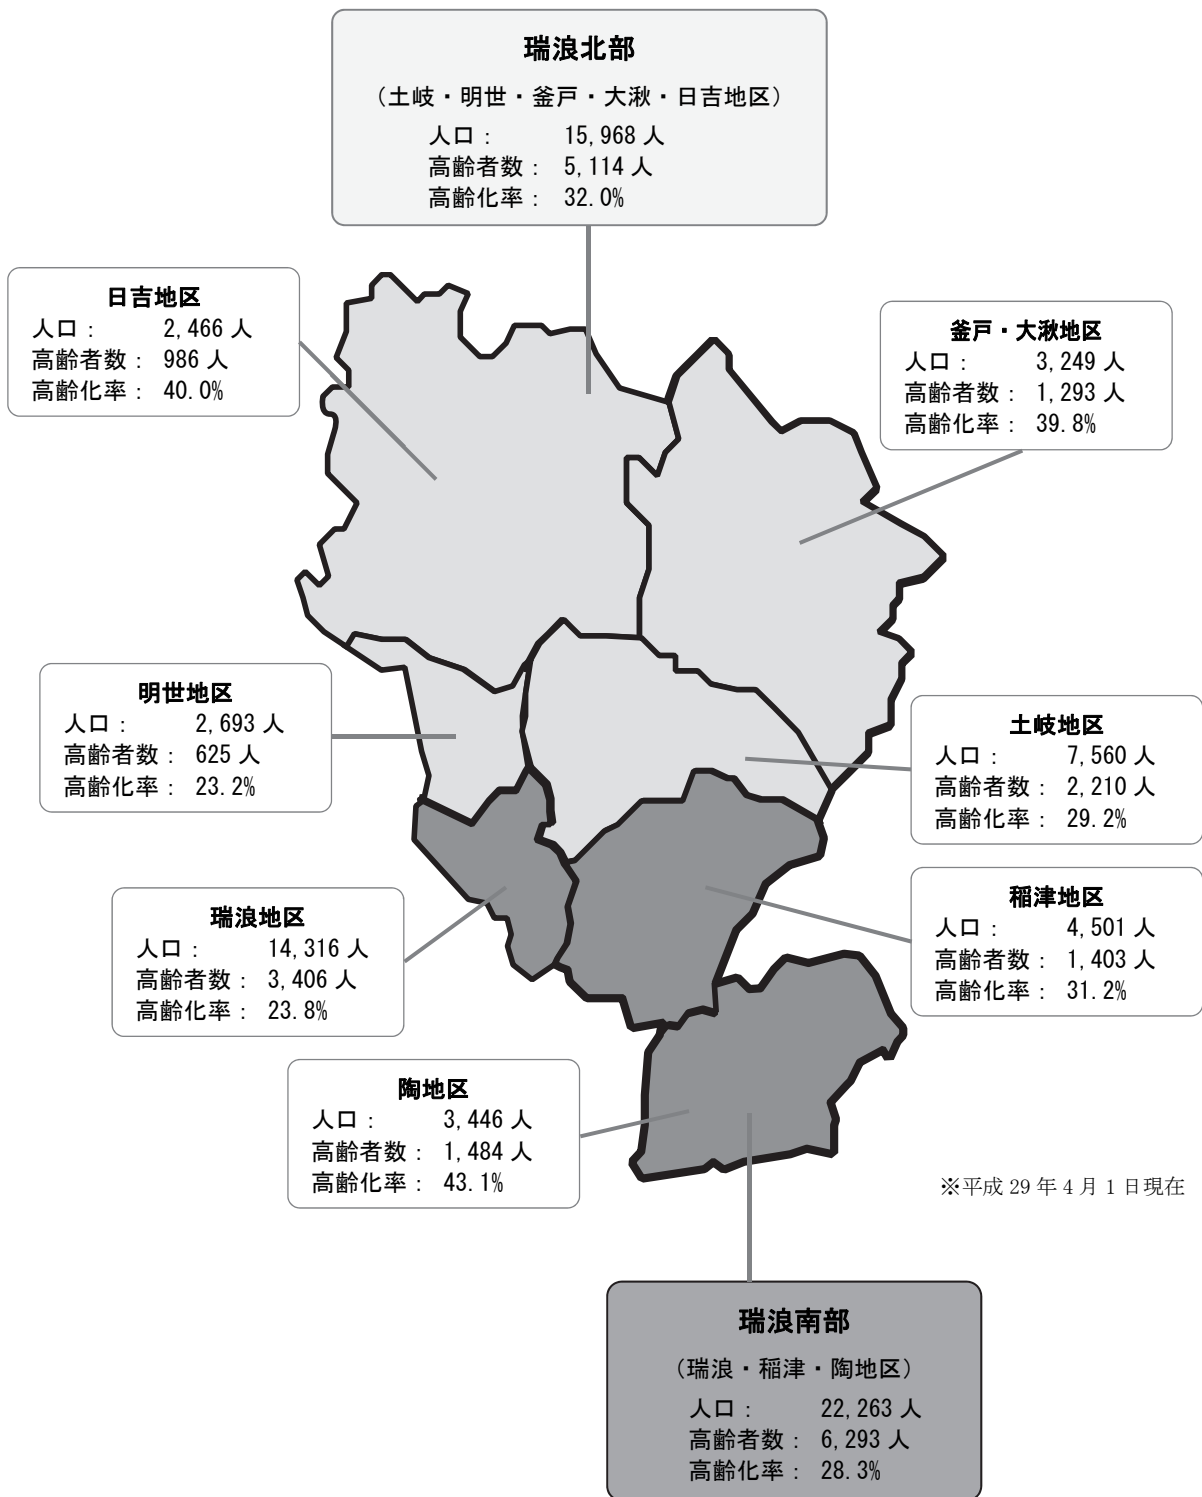 瑞浪北部
（土岐・明世・釜戸・大湫・日吉地区）
人口： 15,968 人
高齢者数： 5,114 人
高齢化率： 32.0%
日吉地区
人口： 2,466 人
高齢者数： 986 人
高齢化率： 40.0%
釜戸・大湫地区
人口： 3,249 人
高齢者数： 1,293 人
高齢化率： 39.8%
明世地区
人口： 2,693 人
高齢者数： 625 人
高齢化率： 23.2%
土岐地区
人口： 7,560 人
高齢者数： 2,210 人
高齢化率： 29.2%
瑞浪地区
人口： 14,316 人
高齢者数： 3,406 人
高齢化率： 23.8%
稲津地区
人口： 4,501 人
高齢者数： 1,403 人
高齢化率： 31.2%
陶地区
人口： 3,446 人
高齢者数： 1,484 人
高齢化率： 43.1%
※平成 29 年 4 月 1 日現在
瑞浪南部
（瑞浪・稲津・陶地区）
人口： 22,263 人
高齢者数： 6,293 人
高齢化率： 28.3%